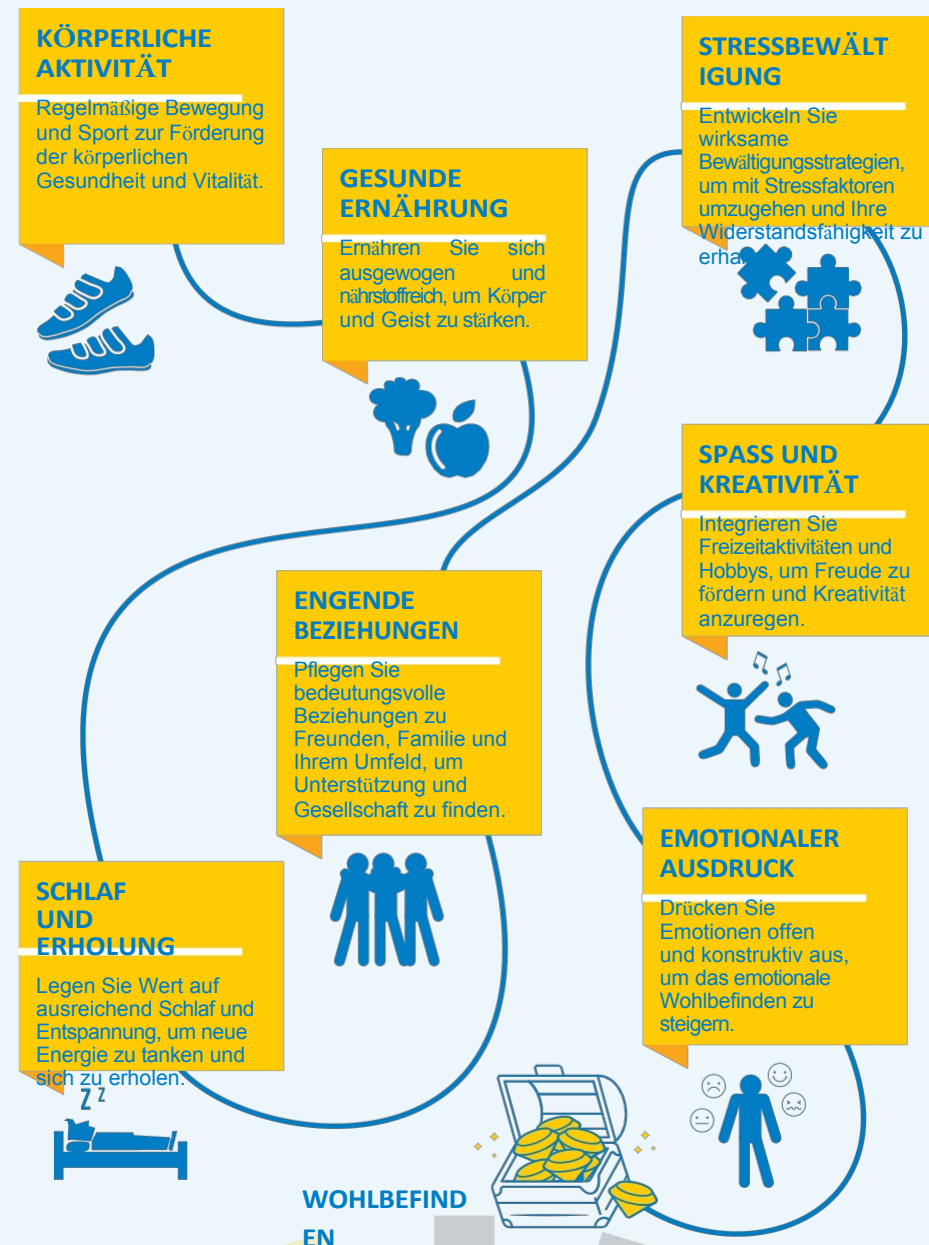 KÖRPERLICHE
AKTIVITÄT
Regelmäßige Bewegung
und Sport zur Förderung
der körperlichen
Gesundheit und Vitalität.
GESUNDE
ERNÄHRUNG
Ernähren Sie sich
ausgewogen und
nährstoffreich, um Körper
und Geist zu stärken.
SCHLAF
UND
ERHOLUNG
Legen Sie Wert auf
ausreichend Schlaf und
Entspannung, um neue
Energie zu tanken und
sich zu erholen.
Z Z
ENGENDE
BEZIEHUNGEN
Pflegen Sie
bedeutungsvolle
Beziehungen zu
Freunden, Familie und
Ihrem Umfeld, um
Unterstützung und
Gesellschaft zu finden.
STRESSBEWÄLT
IGUNG
Entwickeln Sie
wirksame
Bewältigungsstrategien,
um mit Stressfaktoren
umzugehen und Ihre
Widerstandsfähigkeit zu
SPASS UND
KREATIVITÄT
Integrieren Sie
Freizeitaktivitäten und
Hobbys, um Freude zu
fördern und Kreativität
anzuregen.
EMOTIONALER
AUSDRUCK
Drücken Sie
Emotionen offen
und konstruktiv aus,
um das emotionale
Wohlbefinden zu
steigern.
WOHLBEFIND
EN